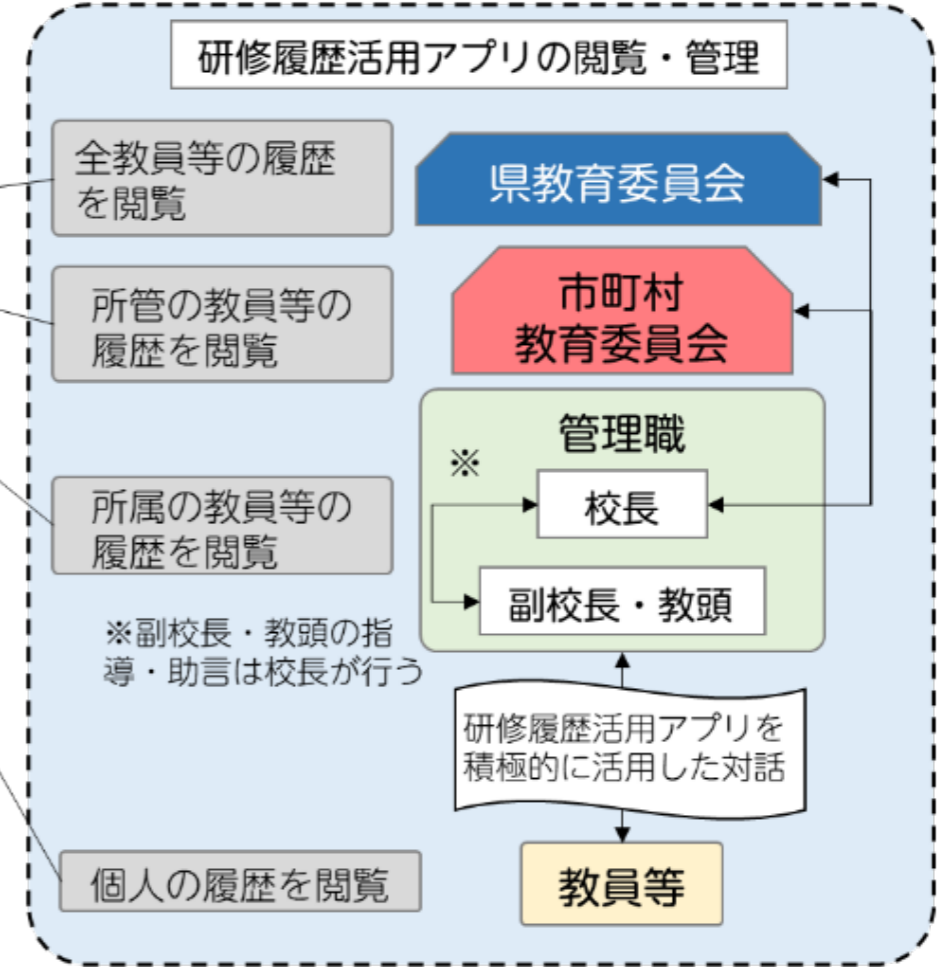 研修履歴活用アプリの閲覧・管理
全教員等の履歴
を閲覧
県教育委員会
所管の教員等の
履歴を閲覧
市町村
教育委員会
管理職
※
校長
所属の教員等の
履歴を閲覧
副校長・教頭
※副校長・教頭の指
導・助言は校長が行う
研修履歴活用アプリを
積極的に活用した対話
個人の履歴を閲覧
教員等